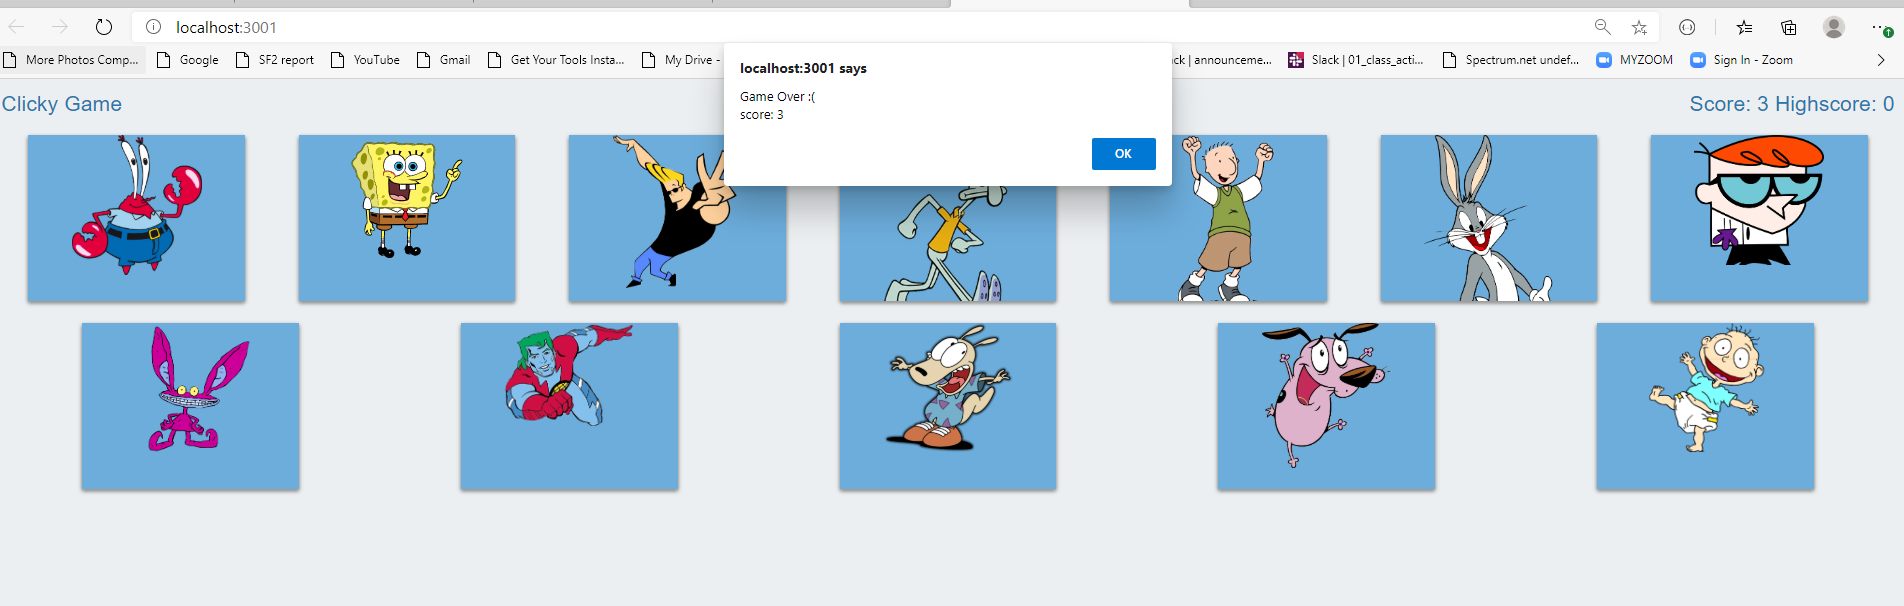 localhost:3001
More Photos Comp...
Google
SF2 report
YouTube
Gmail
Get Your Tools Insta...
My Drive -
ck | announceme...
Slack | 01_class_acti...
Spectrum.net undef...
MYZOOM
Sign In - Zoom
localhost:3001 says
Game Over :(
score: 3
OK
Clicky Game
Score: 3 Highscore: 0